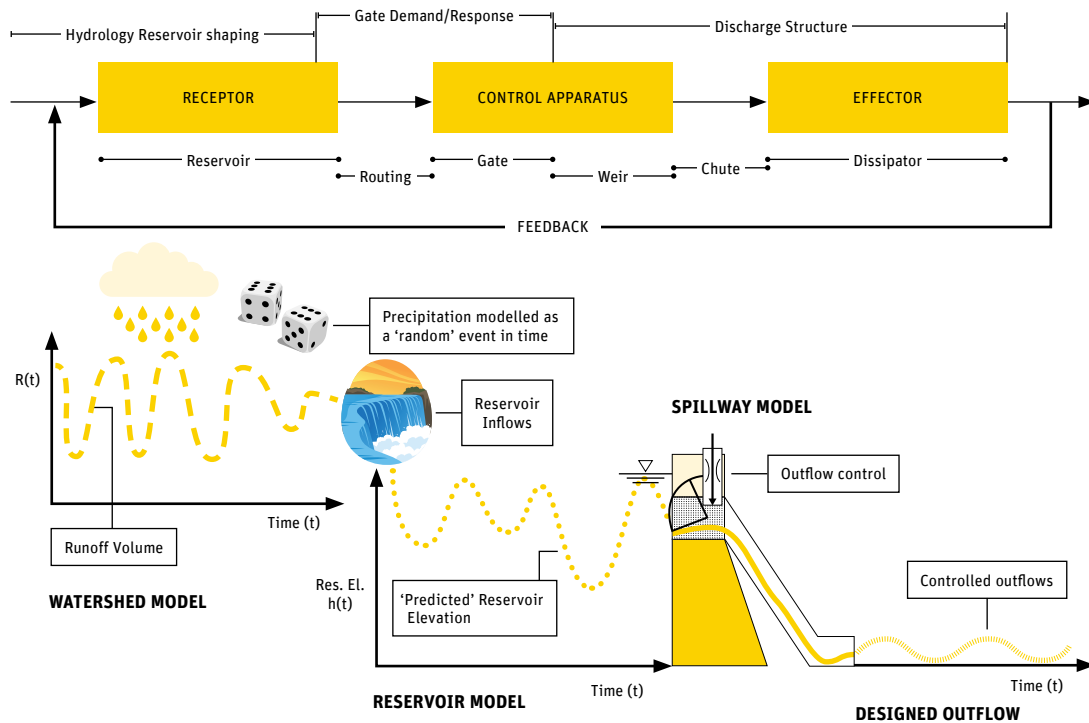 Gate Demand/Response
Hydrology Reservoir shaping
Discharge Structure
RECEPTOR
CONTROL APPARATUS
EFFECTOR
Reservoir
Gate
Dissipator
Routing
Weir
Chute
FEEDBACK
Precipitation modelled as
a ‘random’ event in time
R(t)
Reservoir
Inflows
SPILLWAY MODEL
Outflow control
Time (t)
Runoff Volume
Res. El.
h(t)
‘Predicted’ Reservoir
Elevation
Controlled outflows
WATERSHED MODEL
Time (t)
Time (t)
RESERVOIR MODEL
DESIGNED OUTFLOW